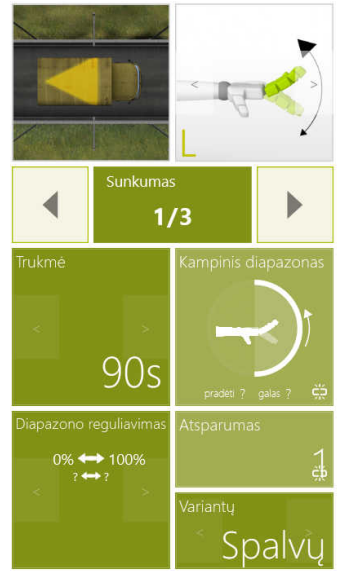 L
Sunkumas
1/3
Trukmė
90s
Kampinis diapazonas
pradėti ? galas ?
Diapazono reguliavimas
0% ⬌ 100%
? ⬌ ?
Atsparumas
1
Variantų
Spalvų